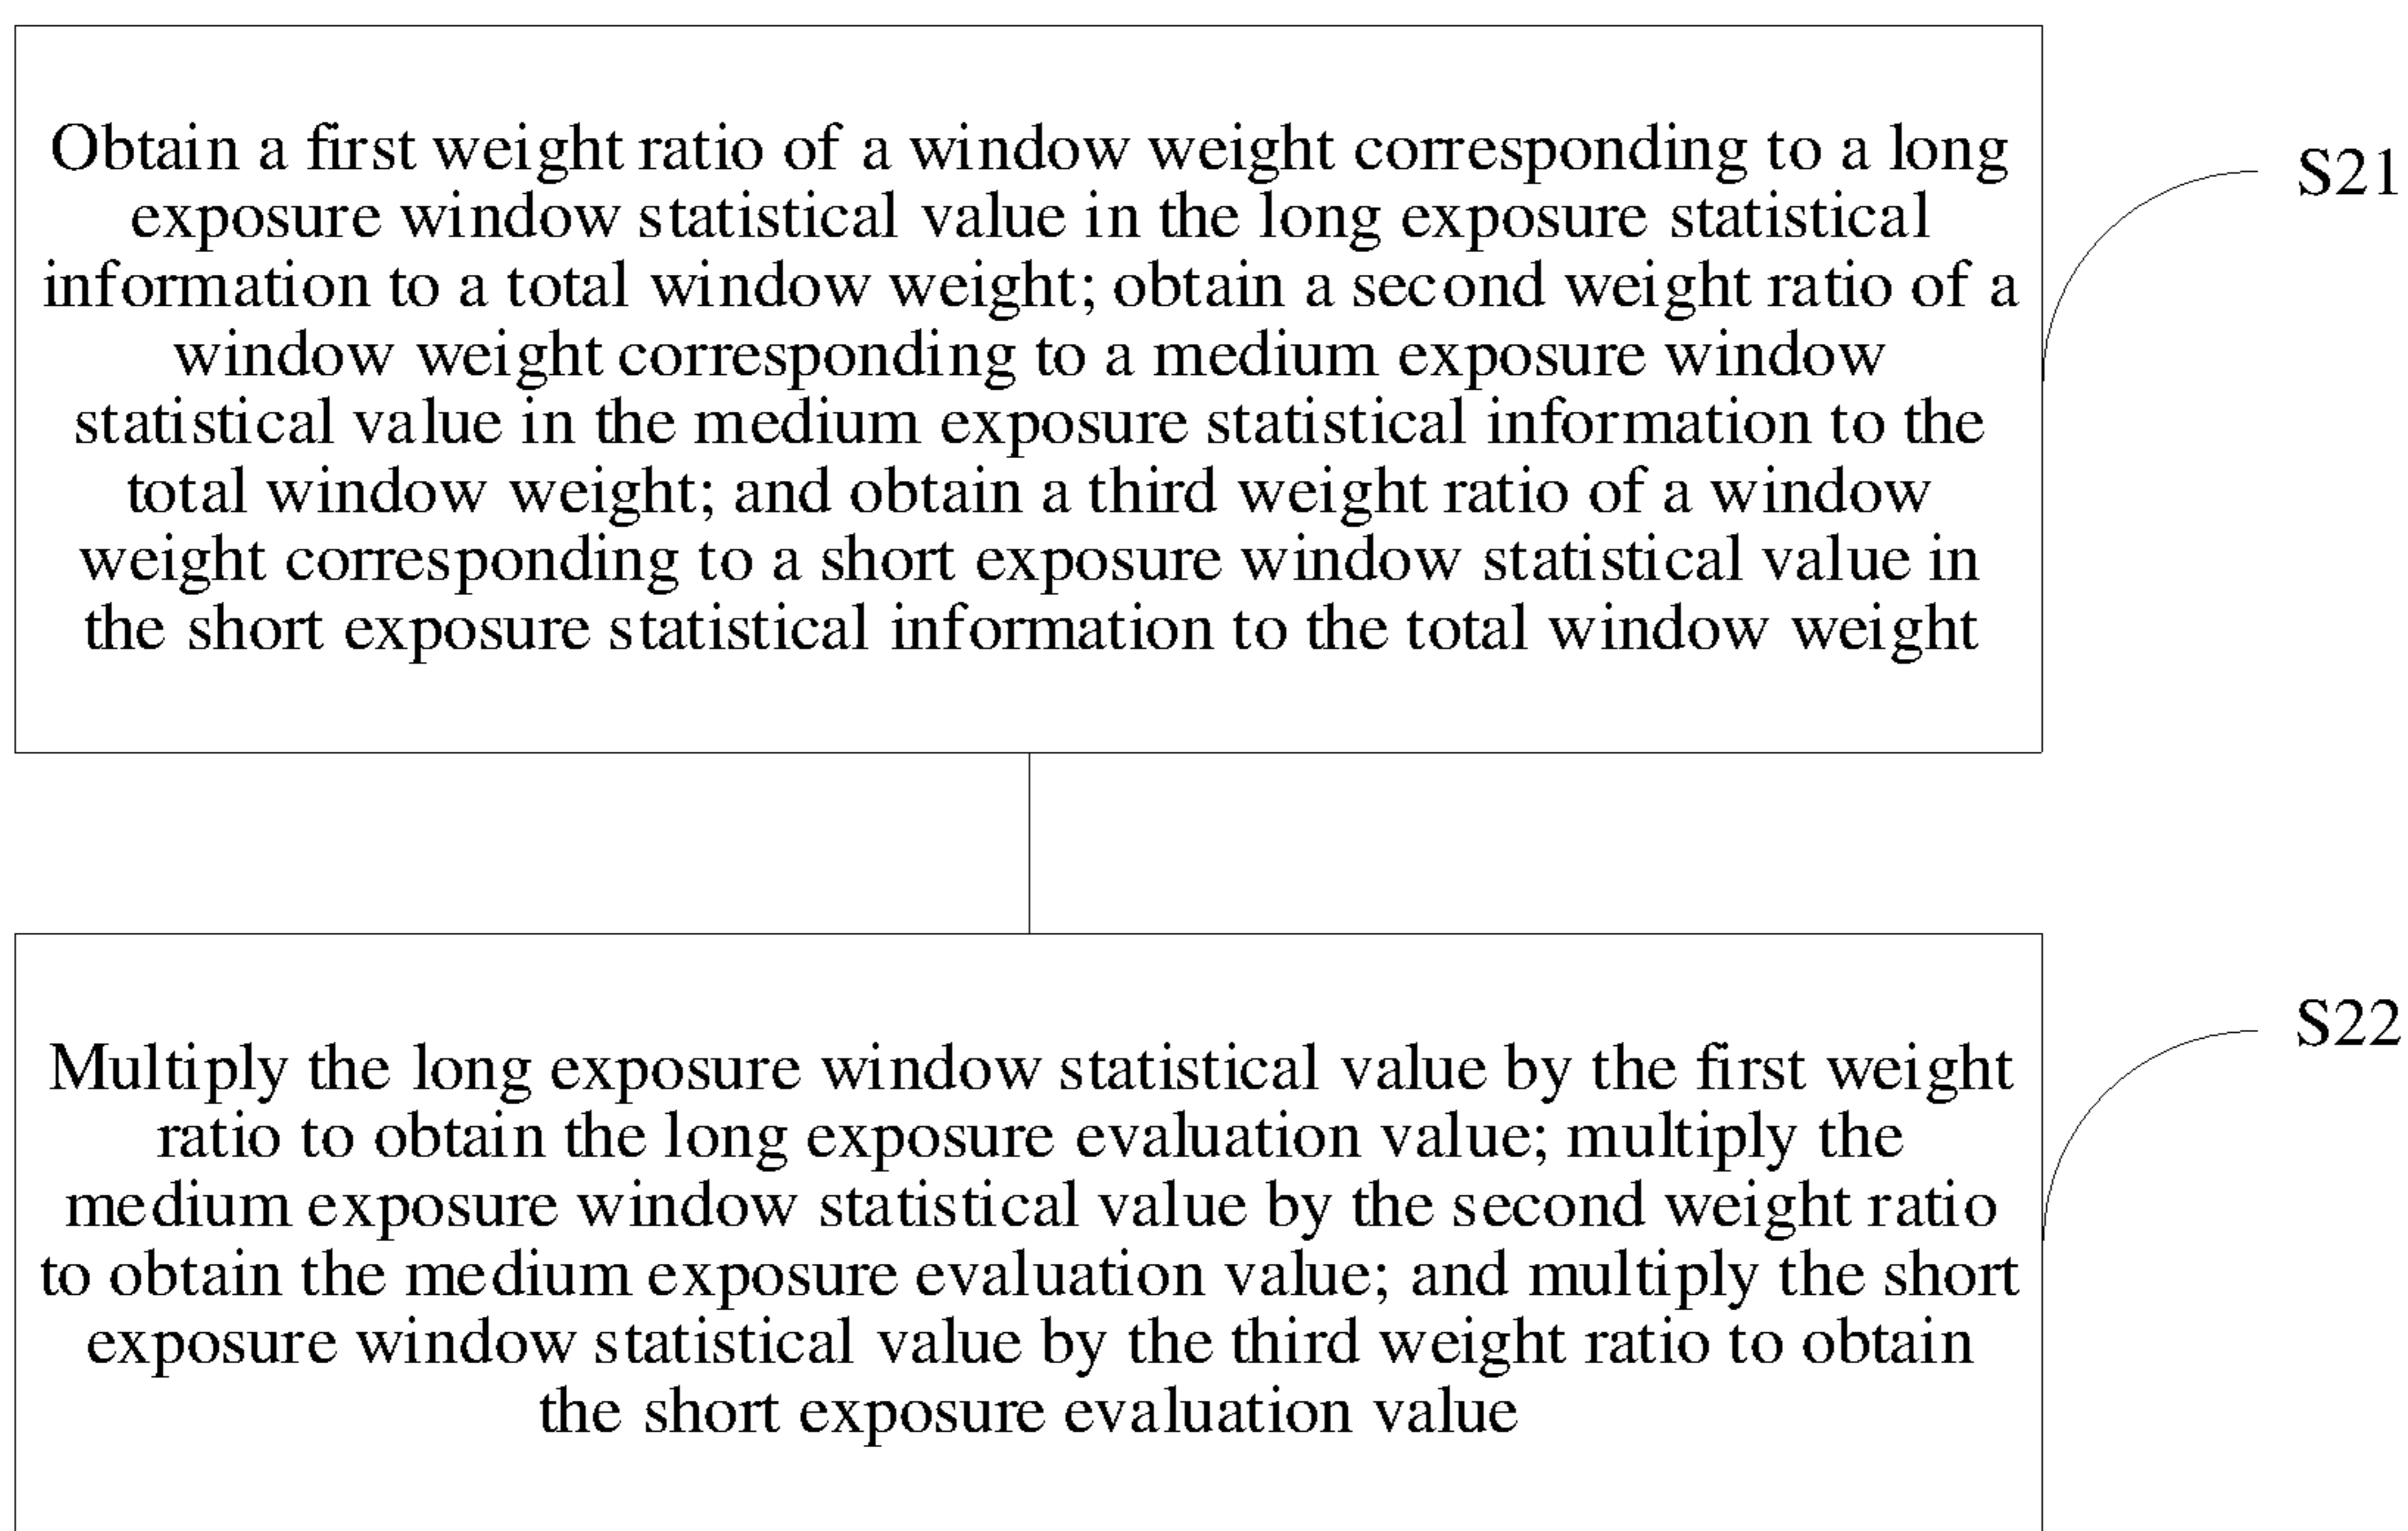 Obtain a first weight ratio of a window weight corresponding to a long
exposure window statistical value in the long exposure statistical
information to a total window weight; obtain a second weight ratio of a
window weight corresponding to a medium exposure window
statistical value in the medium exposure statistical information to the
total window weight; and obtain a third weight ratio of a window
weight corresponding to a short exposure window statistical value in
the short exposure statistical information to the total window weight
S21
Multiply the long exposure window statistical value by the first weight
ratio to obtain the long exposure evaluation value; multiply the
medium exposure window statistical value by the second weight ratio
to obtain the medium exposure evaluation value; and multiply the short
exposure window statistical value by the third weight ratio to obtain
the short exposure evaluation value
S22